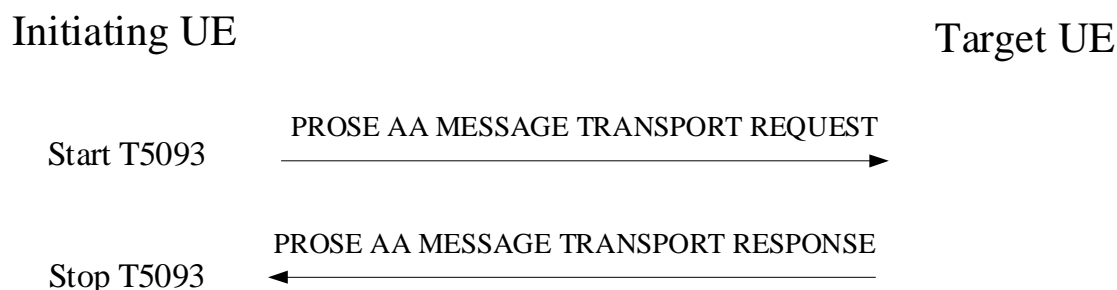 Initiating UE
Target UE
PROSE AA MESSAGE TRANSPORT REQUEST
Start T5093
PROSE AA MESSAGE TRANSPORT RESPONSE
Stop T5093